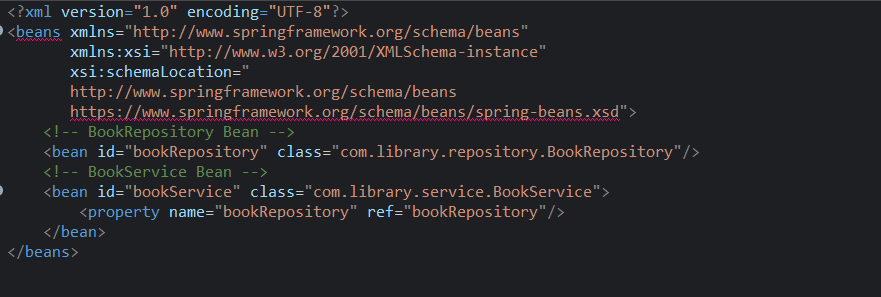 <?xml version="1.0" encoding="UTF-8"?>
<beans xmlns="http://www.springframework.org/schema/beans"
xmlns:xsi="http://www.w3.org/2001/XMLSchema-instance"
xsi:schemaLocation="
http://www.springframework.org/schema/beans
https://www.springframework.org/schema/beans/spring-beans.xsd">
<!-- BookRepository Bean -->
<bean id="bookRepository" class="com.library.repository.BookRepository"/>
<!-- BookService Bean -->
<bean id="bookService" class="com.library.service.BookService">
<property name="bookRepository" ref="bookRepository"/>
</bean>
</beans>